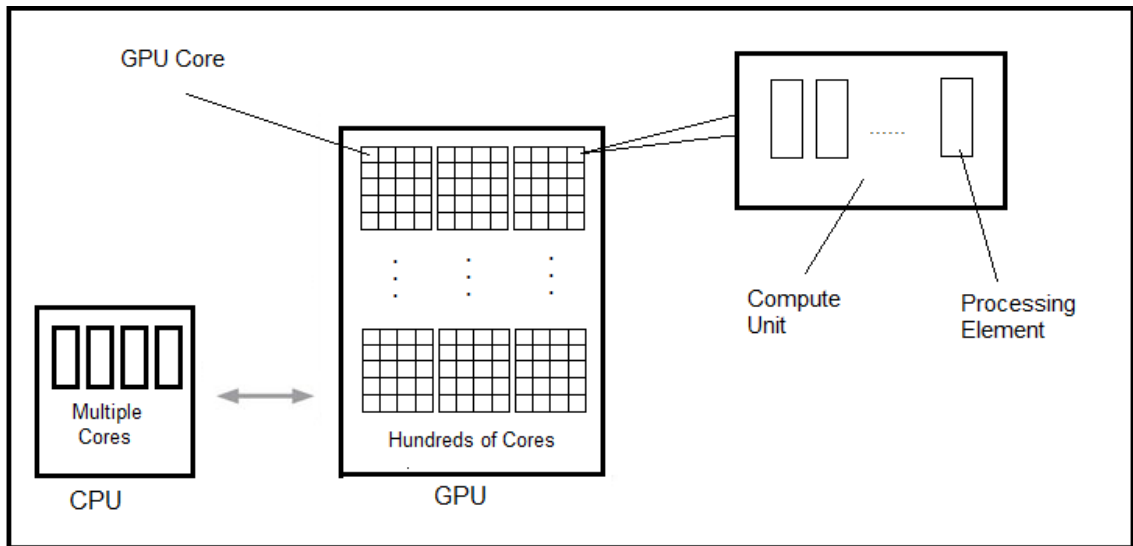 GPU Core
Compute
Unit
Processing
Element
Multiple
Cores
CPU
Hundreds of Cores
GPU